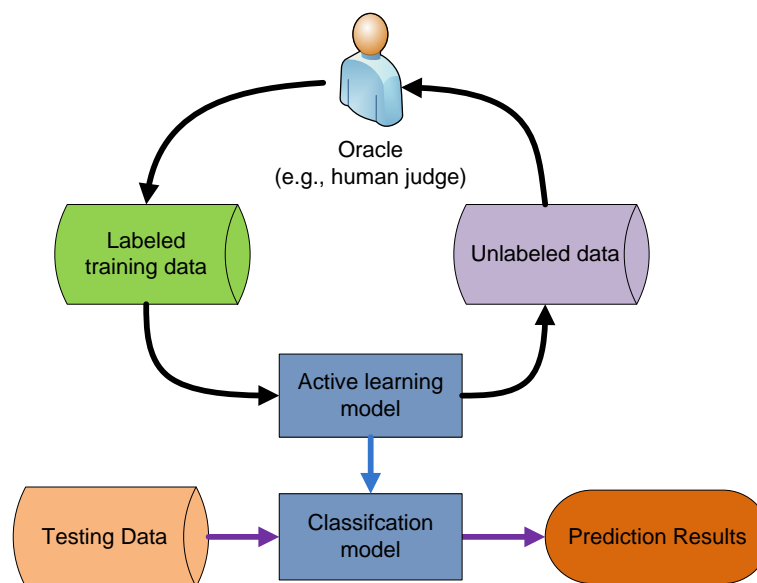 Oracle
(e.g., human judge)
Labeled
training data
Unlabeled data
Active learning
model
Testing Data
Classifcation
model
Prediction Results